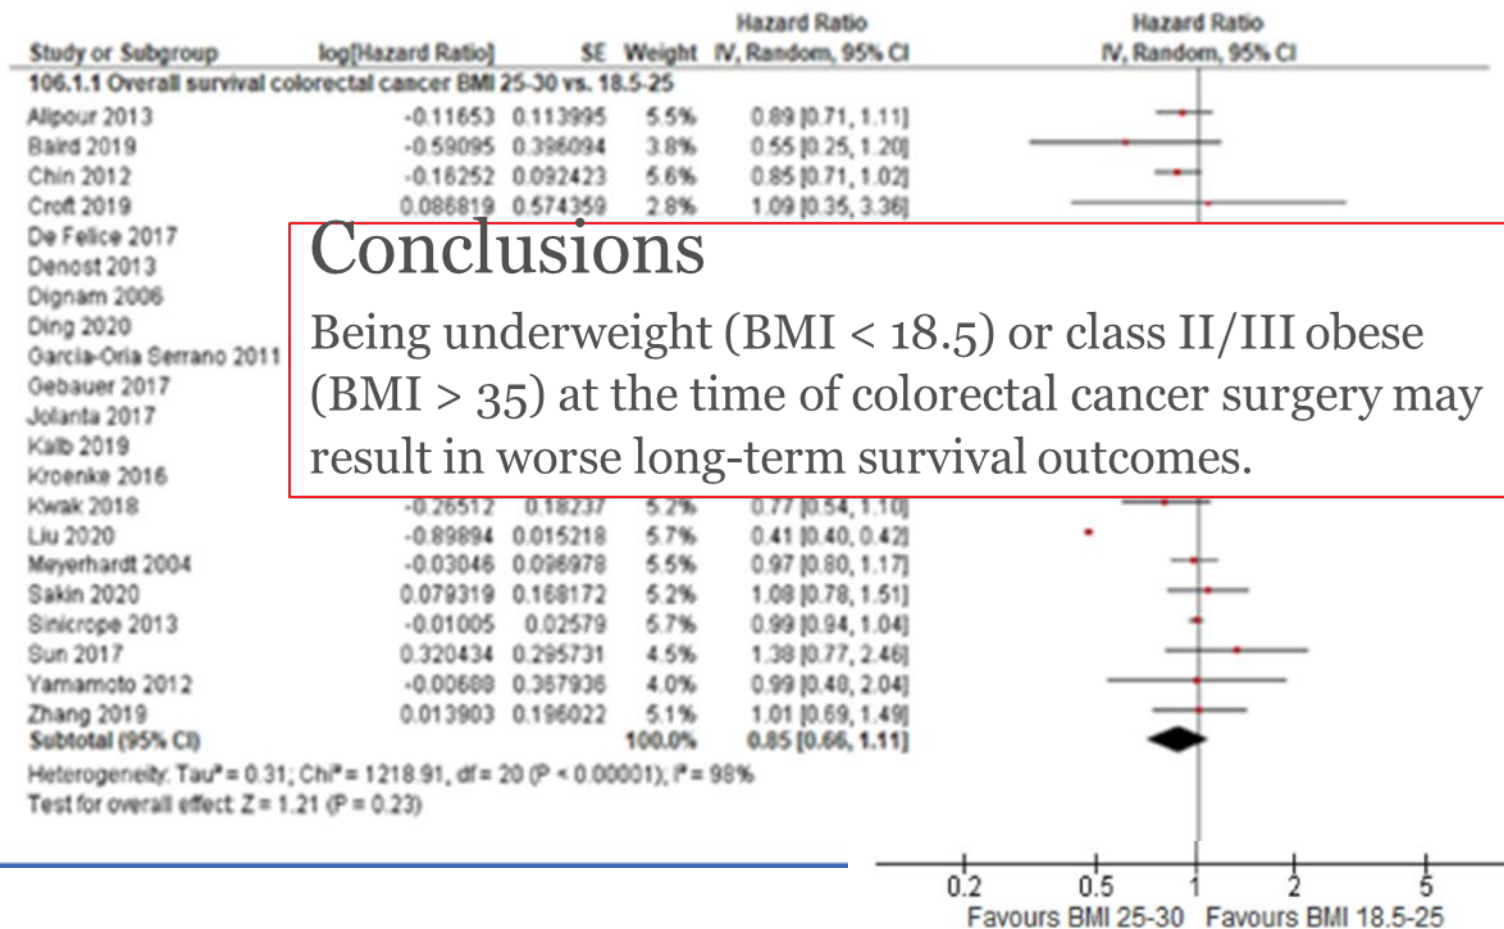 Hazard Ratio Hazard Ratio
Study or Subgroup log[Hazard Ratio] SE Weight IV, Random, 95% CI IV, Random, 95% CI
106.1.1 Overall survival colorectal cancer BMI 25-30 vs. 18.5-25
Alipour 2013 -0.11653 0.113995 5.5% 0.89 [0.71, 1.11]
Baird 2019 -0.59095 0.396094 3.8% 0.55 [0.25, 1.20]
Chin 2012 -0.16252 0.092423 5.6% 0.85 [0.71, 1.02]
Croft 2019 0.086819 0.574359 2.8% 1.09 [0.35, 3.36]
De Felice 2017
Denost 2013
Dignam 2006
Ding 2020
Garcia-Oria Serrano 2011
Gebauer 2017
Jolanta 2017
Kalb 2019
Kroenke 2016
Conclusions
Being underweight (BMI < 18.5) or class II/III obese
(BMI > 35) at the time of colorectal cancer surgery may
result in worse long-term survival outcomes.
Kwak 2018 -0.26512 0.18237 5.2% 0.77 [0.54, 1.10]
Liu 2020 -0.89894 0.015218 5.7% 0.41 [0.40, 0.42]
Meyerhardt 2004 -0.03046 0.096978 5.5% 0.97 [0.80, 1.17]
Sakin 2020 0.079319 0.168172 5.2% 1.08 [0.78, 1.51]
Sinicrope 2013 -0.01005 0.02579 5.7% 0.99 [0.94, 1.04]
Sun 2017 0.320434 0.295731 4.5% 1.38 [0.77, 2.46]
Yamamoto 2012 -0.00688 0.367936 4.0% 0.99 [0.48, 2.04]
Zhang 2019 0.013903 0.196022 5.1% 1.01 [0.69, 1.49]
Subtotal (95% CI) 100.0% 0.85 [0.66, 1.11]
Heterogeneity: Tau² = 0.31; Chi² = 1218.91, df = 20 (P < 0.00001); I² = 98%
Test for overall effect: Z = 1.21 (P = 0.23)
0.2 0.5 1 2 5
Favours BMI 25-30 Favours BMI 18.5-25